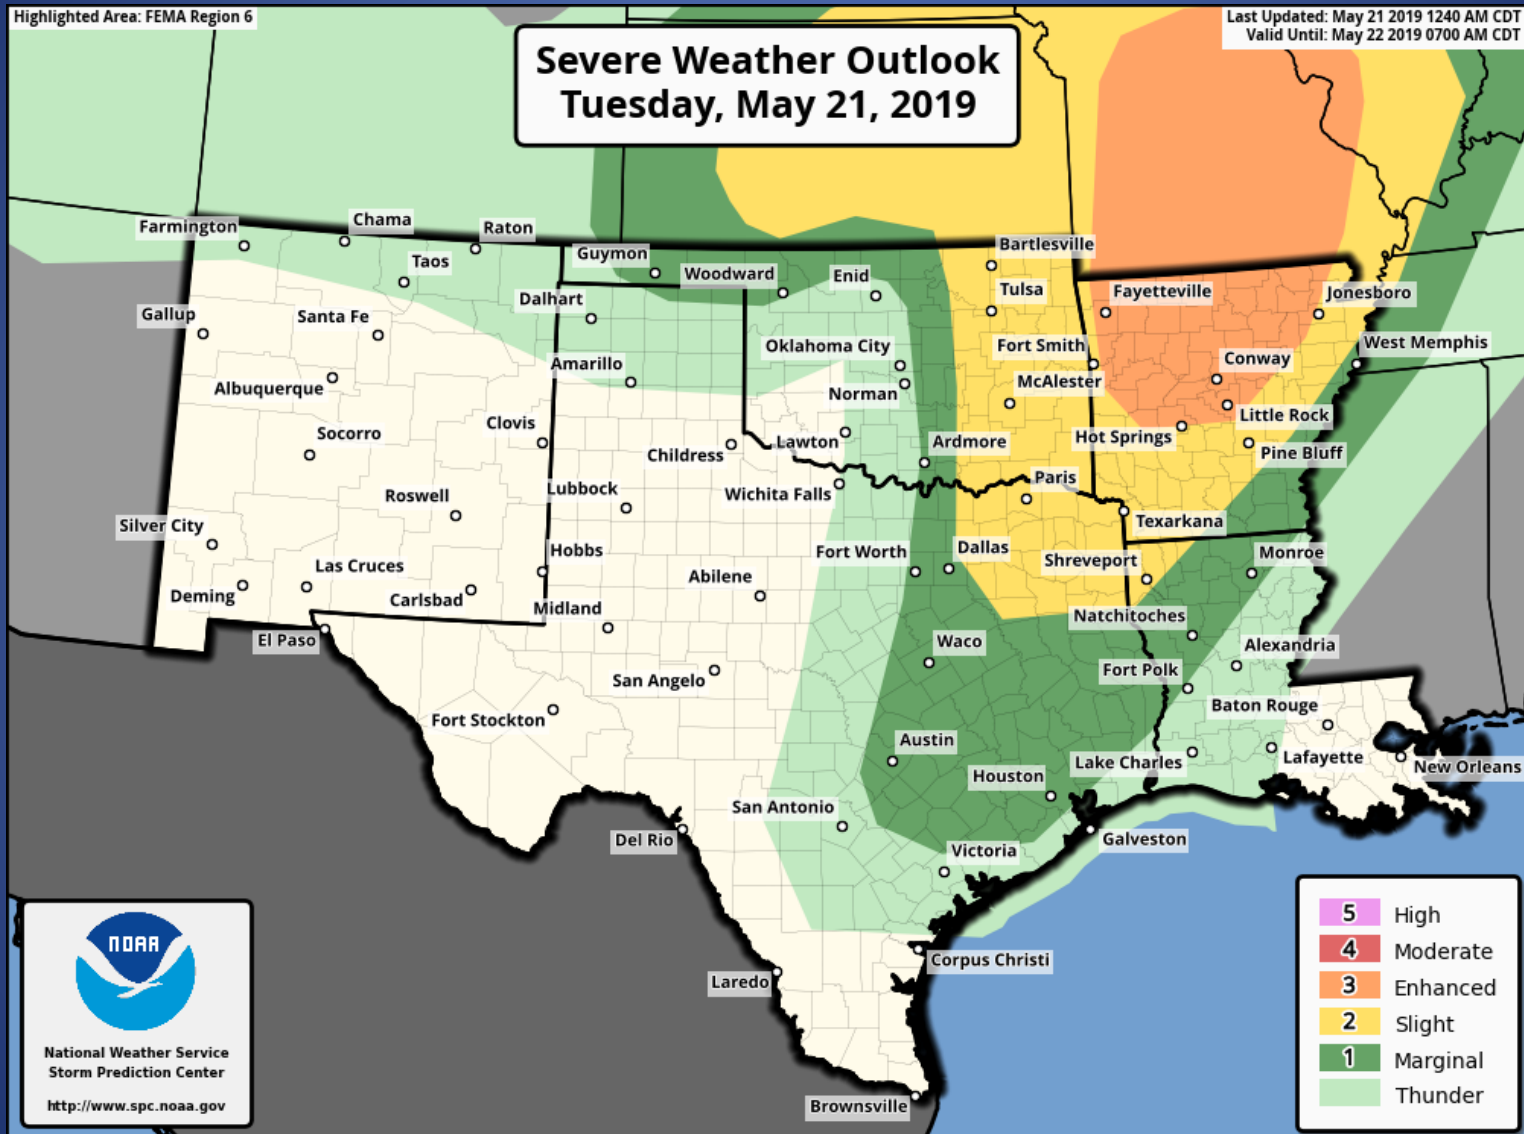 Highlighted Area: FEMA Region 6
Last Updated: May 21 2019 1240 AM CDT
Valid Until: May 22 2019 0700 AM CDT
Severe Weather Outlook
Tuesday, May 21, 2019
Farmington
Chama
Raton
Taos
Guymon
Woodward
Enid
Bartlesville
Tulsa
Fayetteville
Jonesboro
Gallup
Santa Fe
Dalhart
Oklahoma City
Fort Smith
Conway
West Memphis
Albuquerque
Amarillo
Norman
McAlester
Little Rock
Socorro
Clovis
Childress
Lawton
Ardmore
Hot Springs
Pine Bluff
Roswell
Lubbock
Wichita Falls
Paris
Texarkana
Silver City
Hobbs
Fort Worth
Dallas
Shreveport
Monroe
Deming
Las Cruces
Carlsbad
Midland
Abilene
Natchitoches
El Paso
San Angelo
Waco
Fort Polk
Alexandria
Fort Stockton
Austin
Baton Rouge
Houston
Lake Charles
Lafayette
New Orleans
San Antonio
Del Rio
Victoria
Galveston
Laredo
Corpus Christi
Brownsville
NOAA
National Weather Service
Storm Prediction Center
http://www.spc.noaa.gov
5 High
4 Moderate
3 Enhanced
2 Slight
1 Marginal
Thunder